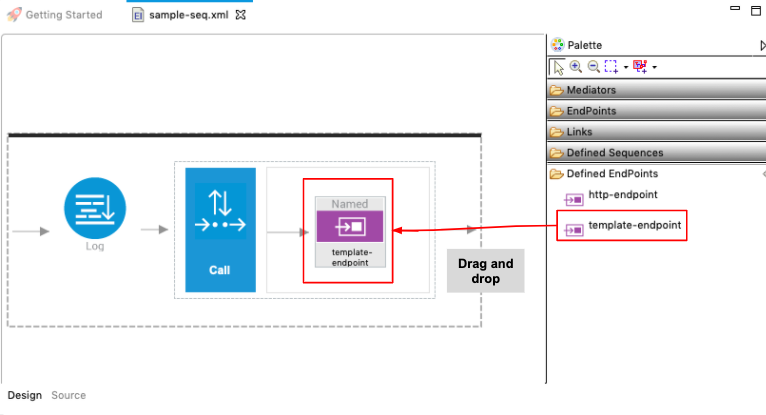 Getting Started
EI sample-seq.xml
Palette
Mediators
EndPoints
Links
Defined Sequences
Defined EndPoints
http-endpoint
template-endpoint
Named
template-
endpoint
Log
Call
Drag and
drop
Design Source